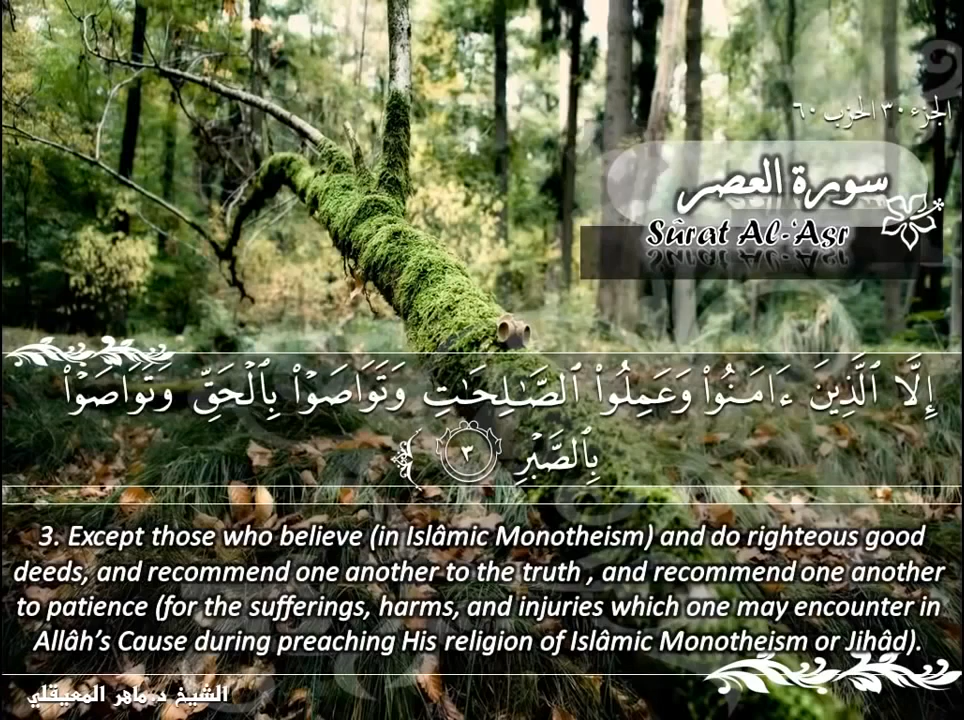 الجزء ٣٠ الحزب ٦٠
سورة العصر
Sûrat Al-'Asr
إِلَّا ٱلَّذِينَ ءَامَنُوا۟ وَعَمِلُوا۟ ٱلصَّـٰلِحَـٰتِ وَتَوَاصَوْا۟ بِٱلْحَقِّ وَتَوَاصَوْا۟
بِٱلصَّبْرِ ٣
3. Except those who believe (in Islâmic Monotheism) and do righteous good
deeds, and recommend one another to the truth , and recommend one another
to patience (for the sufferings, harms, and injuries which one may encounter in
Allâh’s Cause during preaching His religion of Islâmic Monotheism or Jihâd).
الشيخ د. ماهر المعيقلي